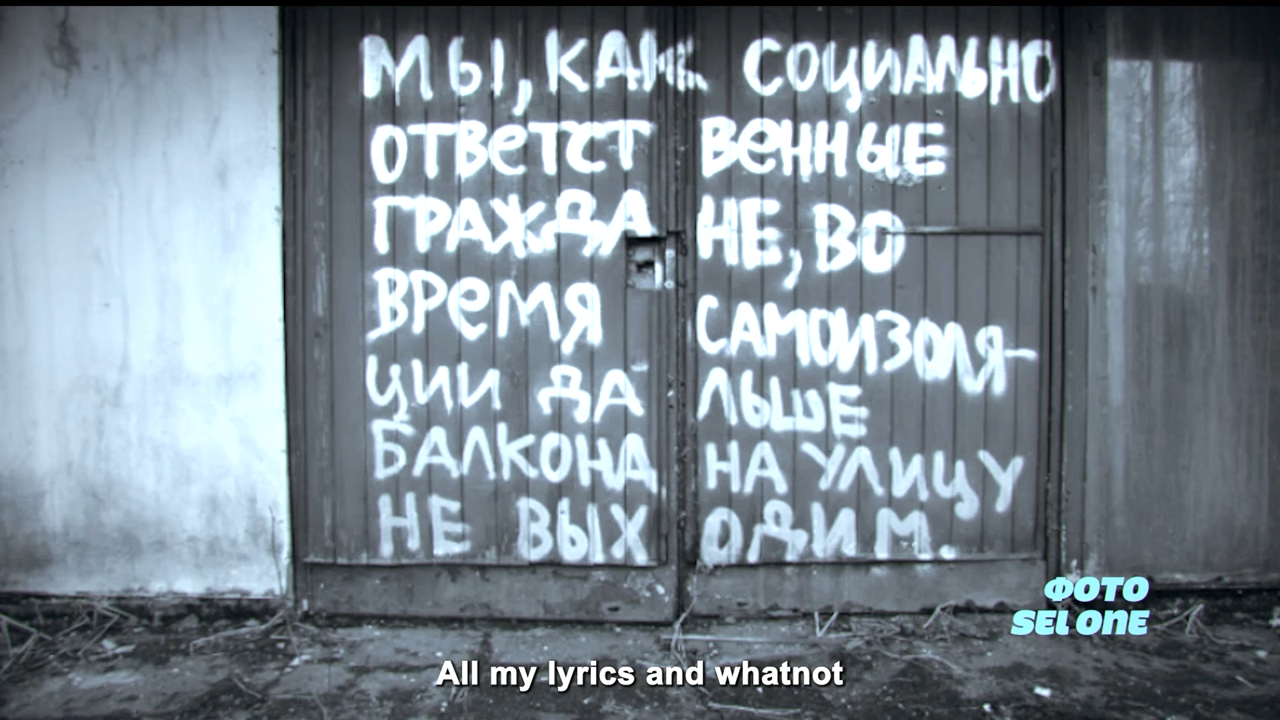 МЫ, КАК СОЦИАЛЬНО
ОТВЕТСТ ВЕННЫЕ
ГРАЖДА НЕ, ВО
ВРЕМЯ САМОИЗОЛЯ-
ЦИИ ДА ЛЬШЕ
БАЛКОНА НА УЛИЦУ
НЕ ВЫХ ОДИМ.
ФОТО
SEL ONE
All my lyrics and whatnot